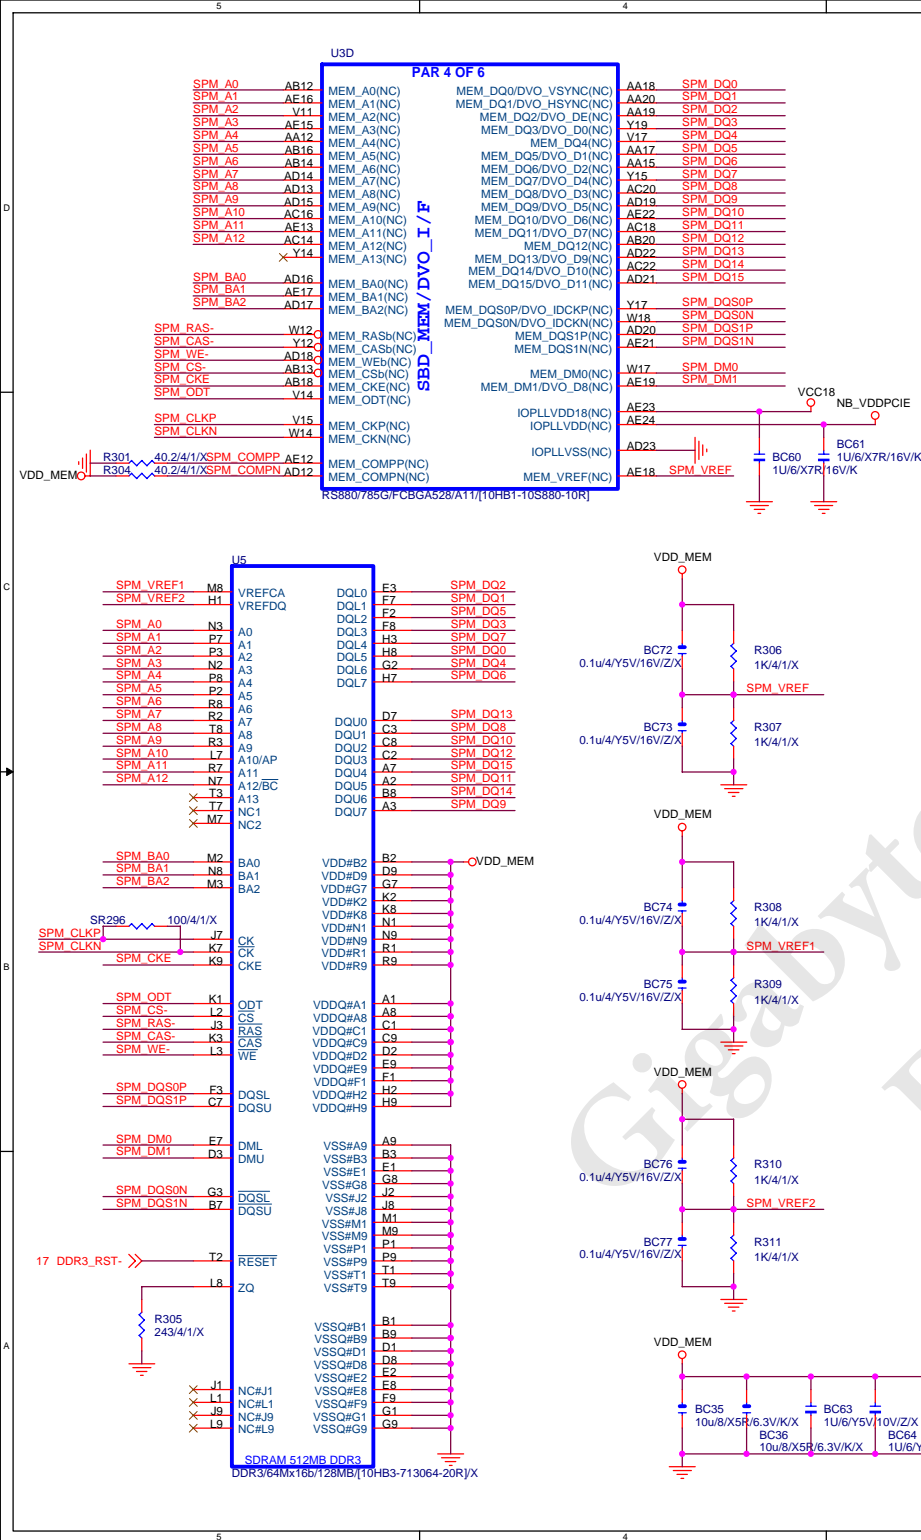 5
4
U3D
PAR 4 OF 6
SPM_A0 AB12 MEM_A0(NC) MEM_DQ0/DVO_VSYNC(NC) AA18 SPM_DQ0
SPM_A1 AE16 MEM_A1(NC) MEM_DQ1/DVO_HSYNC(NC) AA20 SPM_DQ1
SPM_A2 V11 MEM_A2(NC) MEM_DQ2/DVO_DE(NC) AA19 SPM_DQ2
SPM_A3 AE15 MEM_A3(NC) MEM_DQ3/DVO_D0(NC) Y19 SPM_DQ3
SPM_A4 AA12 MEM_A4(NC) MEM_DQ4(NC) V17 SPM_DQ4
SPM_A5 AB16 MEM_A5(NC) MEM_DQ5/DVO_D1(NC) AA17 SPM_DQ5
SPM_A6 AB14 MEM_A6(NC) MEM_DQ6/DVO_D2(NC) AA15 SPM_DQ6
SPM_A7 AD14 MEM_A7(NC) MEM_DQ7/DVO_D4(NC) Y15 SPM_DQ7
SPM_A8 AD13 MEM_A8(NC) MEM_DQ8/DVO_D3(NC) AC20 SPM_DQ8
SPM_A9 AD15 MEM_A9(NC) MEM_DQ9/DVO_D5(NC) AD19 SPM_DQ9
SPM_A10 AC16 MEM_A10(NC) MEM_DQ10/DVO_D6(NC) AE22 SPM_DQ10
SPM_A11 AE13 MEM_A11(NC) MEM_DQ11/DVO_D7(NC) AC18 SPM_DQ11
SPM_A12 AC14 MEM_A12(NC) MEM_DQ12(NC) AB20 SPM_DQ12
Y14 MEM_A13(NC) MEM_DQ13/DVO_D9(NC) AD22 SPM_DQ13
MEM_DQ14/DVO_D10(NC) AC22 SPM_DQ14
SPM_BA0 AD16 MEM_BA0(NC) MEM_DQ15/DVO_D11(NC) AD21 SPM_DQ15
SPM_BA1 AE17 MEM_BA1(NC)
SPM_BA2 AD17 MEM_BA2(NC) MEM_DQS0P/DVO_IDCKP(NC) Y17 SPM_DQS0P
MEM_DQS0N/DVO_IDCKN(NC) W18 SPM_DQS0N
SPM_RAS- W12 MEM_RASb(NC) MEM_DQS1P(NC) AD20 SPM_DQS1P
SPM_CAS- Y12 MEM_CASb(NC) MEM_DQS1N(NC) AE21 SPM_DQS1N
SPM_WE- AD18 MEM_WEb(NC)
SPM_CS- AB13 MEM_CSb(NC) MEM_DM0(NC) W17 SPM_DM0
SPM_CKE AB18 MEM_CKE(NC) MEM_DM1/DVO_D8(NC) AE19 SPM_DM1
SPM_ODT V14 MEM_ODT(NC)
SBD_MEM/DVO_I/F
IOPLLVDD18(NC) AE23 VCC18
SPM_CLKP V15 MEM_CKP(NC) IOPLLVDD(NC) AE24 NB_VDDPCIE
SPM_CLKN W14 MEM_CKN(NC)
IOPLLVSS(NC) AD23
R301 40.2/4/1/X SPM_COMPP AE12 MEM_COMPP(NC)
VDD_MEM R304 40.2/4/1/X SPM_COMPN AD12 MEM_COMPN(NC) MEM_VREF(NC) AE18 SPM_VREF
BC60 1U/6/X7R/16V/K
BC61 1U/6/X7R/16V/K
RS880/785G/FCBGA528/A11/[10HB1-10S880-10R]
D
C
B
A
U5
SPM_VREF1 M8 VREFCA DQL0 E3 SPM_DQ2
SPM_VREF2 H1 VREFDQ DQL1 F7 SPM_DQ1
DQL2 F2 SPM_DQ5
SPM_A0 N3 A0 DQL3 F8 SPM_DQ3
SPM_A1 P7 A1 DQL4 H3 SPM_DQ7
SPM_A2 P3 A2 DQL5 H8 SPM_DQ0
SPM_A3 N2 A3 DQL6 G2 SPM_DQ4
SPM_A4 P8 A4 DQL7 H7 SPM_DQ6
SPM_A5 P2 A5
SPM_A6 R8 A6
SPM_A7 R2 A7 DQU0 D7 SPM_DQ13
SPM_A8 T8 A8 DQU1 C3 SPM_DQ8
SPM_A9 R3 A9 DQU2 C8 SPM_DQ10
SPM_A10 L7 A10/AP DQU3 C2 SPM_DQ12
SPM_A11 R7 A11 DQU4 A7 SPM_DQ15
SPM_A12 N7 A12/BC DQU5 A2 SPM_DQ11
T3 A13 DQU6 B8 SPM_DQ14
T7 NC1 DQU7 A3 SPM_DQ9
M7 NC2
SPM_BA0 M2 BA0 VDD#B2 B2 VDD_MEM
SPM_BA1 N8 BA1 VDD#D9 D9
SPM_BA2 M3 BA2 VDD#G7 G7
VDD#K2 K2
VDD#K8 K8
SR296 100/4/1/X VDD#N1 N1
SPM_CLKP J7 CK VDD#N9 N9
SPM_CLKN K7 CK VDD#R1 R1
SPM_CKE K9 CKE VDD#R9 R9
SPM_ODT K1 ODT VDDQ#A1 A1
SPM_CS- L2 CS VDDQ#A8 A8
SPM_RAS- J3 RAS VDDQ#C1 C1
SPM_CAS- K3 CAS VDDQ#C9 C9
SPM_WE- L3 WE VDDQ#D2 D2
VDDQ#E9 E9
VDDQ#F1 F1
SPM_DQS0P F3 DQSL VDDQ#H2 H2
SPM_DQS1P C7 DQSU VDDQ#H9 H9
SPM_DM0 E7 DML VSS#A9 A9
SPM_DM1 D3 DMU VSS#B3 B3
VSS#E1 E1
VSS#G8 G8
SPM_DQS0N G3 DQSL VSS#J2 J2
SPM_DQS1N B7 DQSU VSS#J8 J8
VSS#M1 M1
VSS#M9 M9
VSS#P1 P1
17 DDR3_RST- T2 RESET VSS#P9 P9
VSS#T1 T1
L8 ZQ VSS#T9 T9
R305
243/4/1/X
VSSQ#B1 B1
VSSQ#B9 B9
VSSQ#D1 D1
VSSQ#D8 D8
VSSQ#E2 E2
J1 NC#J1 VSSQ#E8 E8
L1 NC#L1 VSSQ#F9 F9
J9 NC#J9 VSSQ#G1 G1
L9 NC#L9 VSSQ#G9 G9
SDRAM 512MB DDR3
DDR3/64Mx16b/128MB/[10HB3-713064-20R]/X
VDD_MEM
BC72 R306
0.1u/4/Y5V/16V/Z/X 1K/4/1/X
SPM_VREF
BC73 R307
0.1u/4/Y5V/16V/Z/X 1K/4/1/X
VDD_MEM
BC74 R308
0.1u/4/Y5V/16V/Z/X 1K/4/1/X
SPM_VREF1
BC75 R309
0.1u/4/Y5V/16V/Z/X 1K/4/1/X
VDD_MEM
BC76 R310
0.1u/4/Y5V/16V/Z/X 1K/4/1/X
SPM_VREF2
BC77 R311
0.1u/4/Y5V/16V/Z/X 1K/4/1/X
VDD_MEM
BC35 BC63
10u/8/X5R/6.3V/K/X 1U/6/Y5V/10V/Z/X
BC36 BC64
10u/8/X5R/6.3V/K/X 1U/6/Y
Gigabyte
5
4